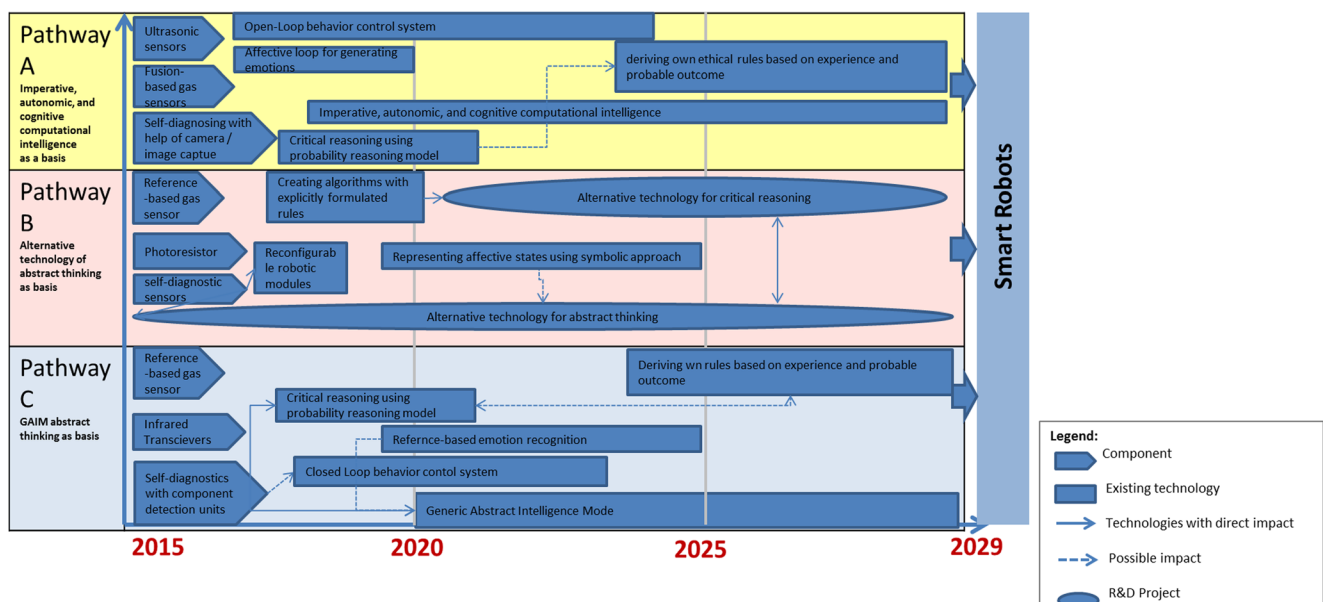 Pathway
A
Imperative,
autonomic, and
cognitive
computational
intelligence
as a basis
Ultrasonic
sensors
Fusion-
based gas
sensors
Self-diagnosing with
help of camera /
image captue
Open-Loop behavior control system
Affective loop for generating
emotions
deriving own ethical rules based on experience and
probable outcome
Imperative, autonomic, and cognitive computational intelligence
Critical reasoning using
probability reasoning model
Pathway
B
Alternative
technology of
abstract thinking
as basis
Reference
-based gas
sensor
Photoresistor
self-diagnostic
sensors
Creating algorithms with
explicitly formulated
rules
Alternative technology for critical reasoning
Reconfigurab
le robotic
modules
Representing affective states using symbolic approach
Alternative technology for abstract thinking
Pathway
C
GAIM abstract
thinking as basis
Reference
-based gas
sensor
Infrared
Transcievers
Self-diagnostics
with component
detection units
Deriving wn rules based on experience and probable
outcome
Critical reasoning using
probability reasoning model
Refernce-based emotion recognition
Closed Loop behavior contol system
Generic Abstract Intelligence Mode
Smart Robots
2015
2020
2025
2029
Legend:
Component
Existing technology
Technologies with direct impact
Possible impact
R&D Project